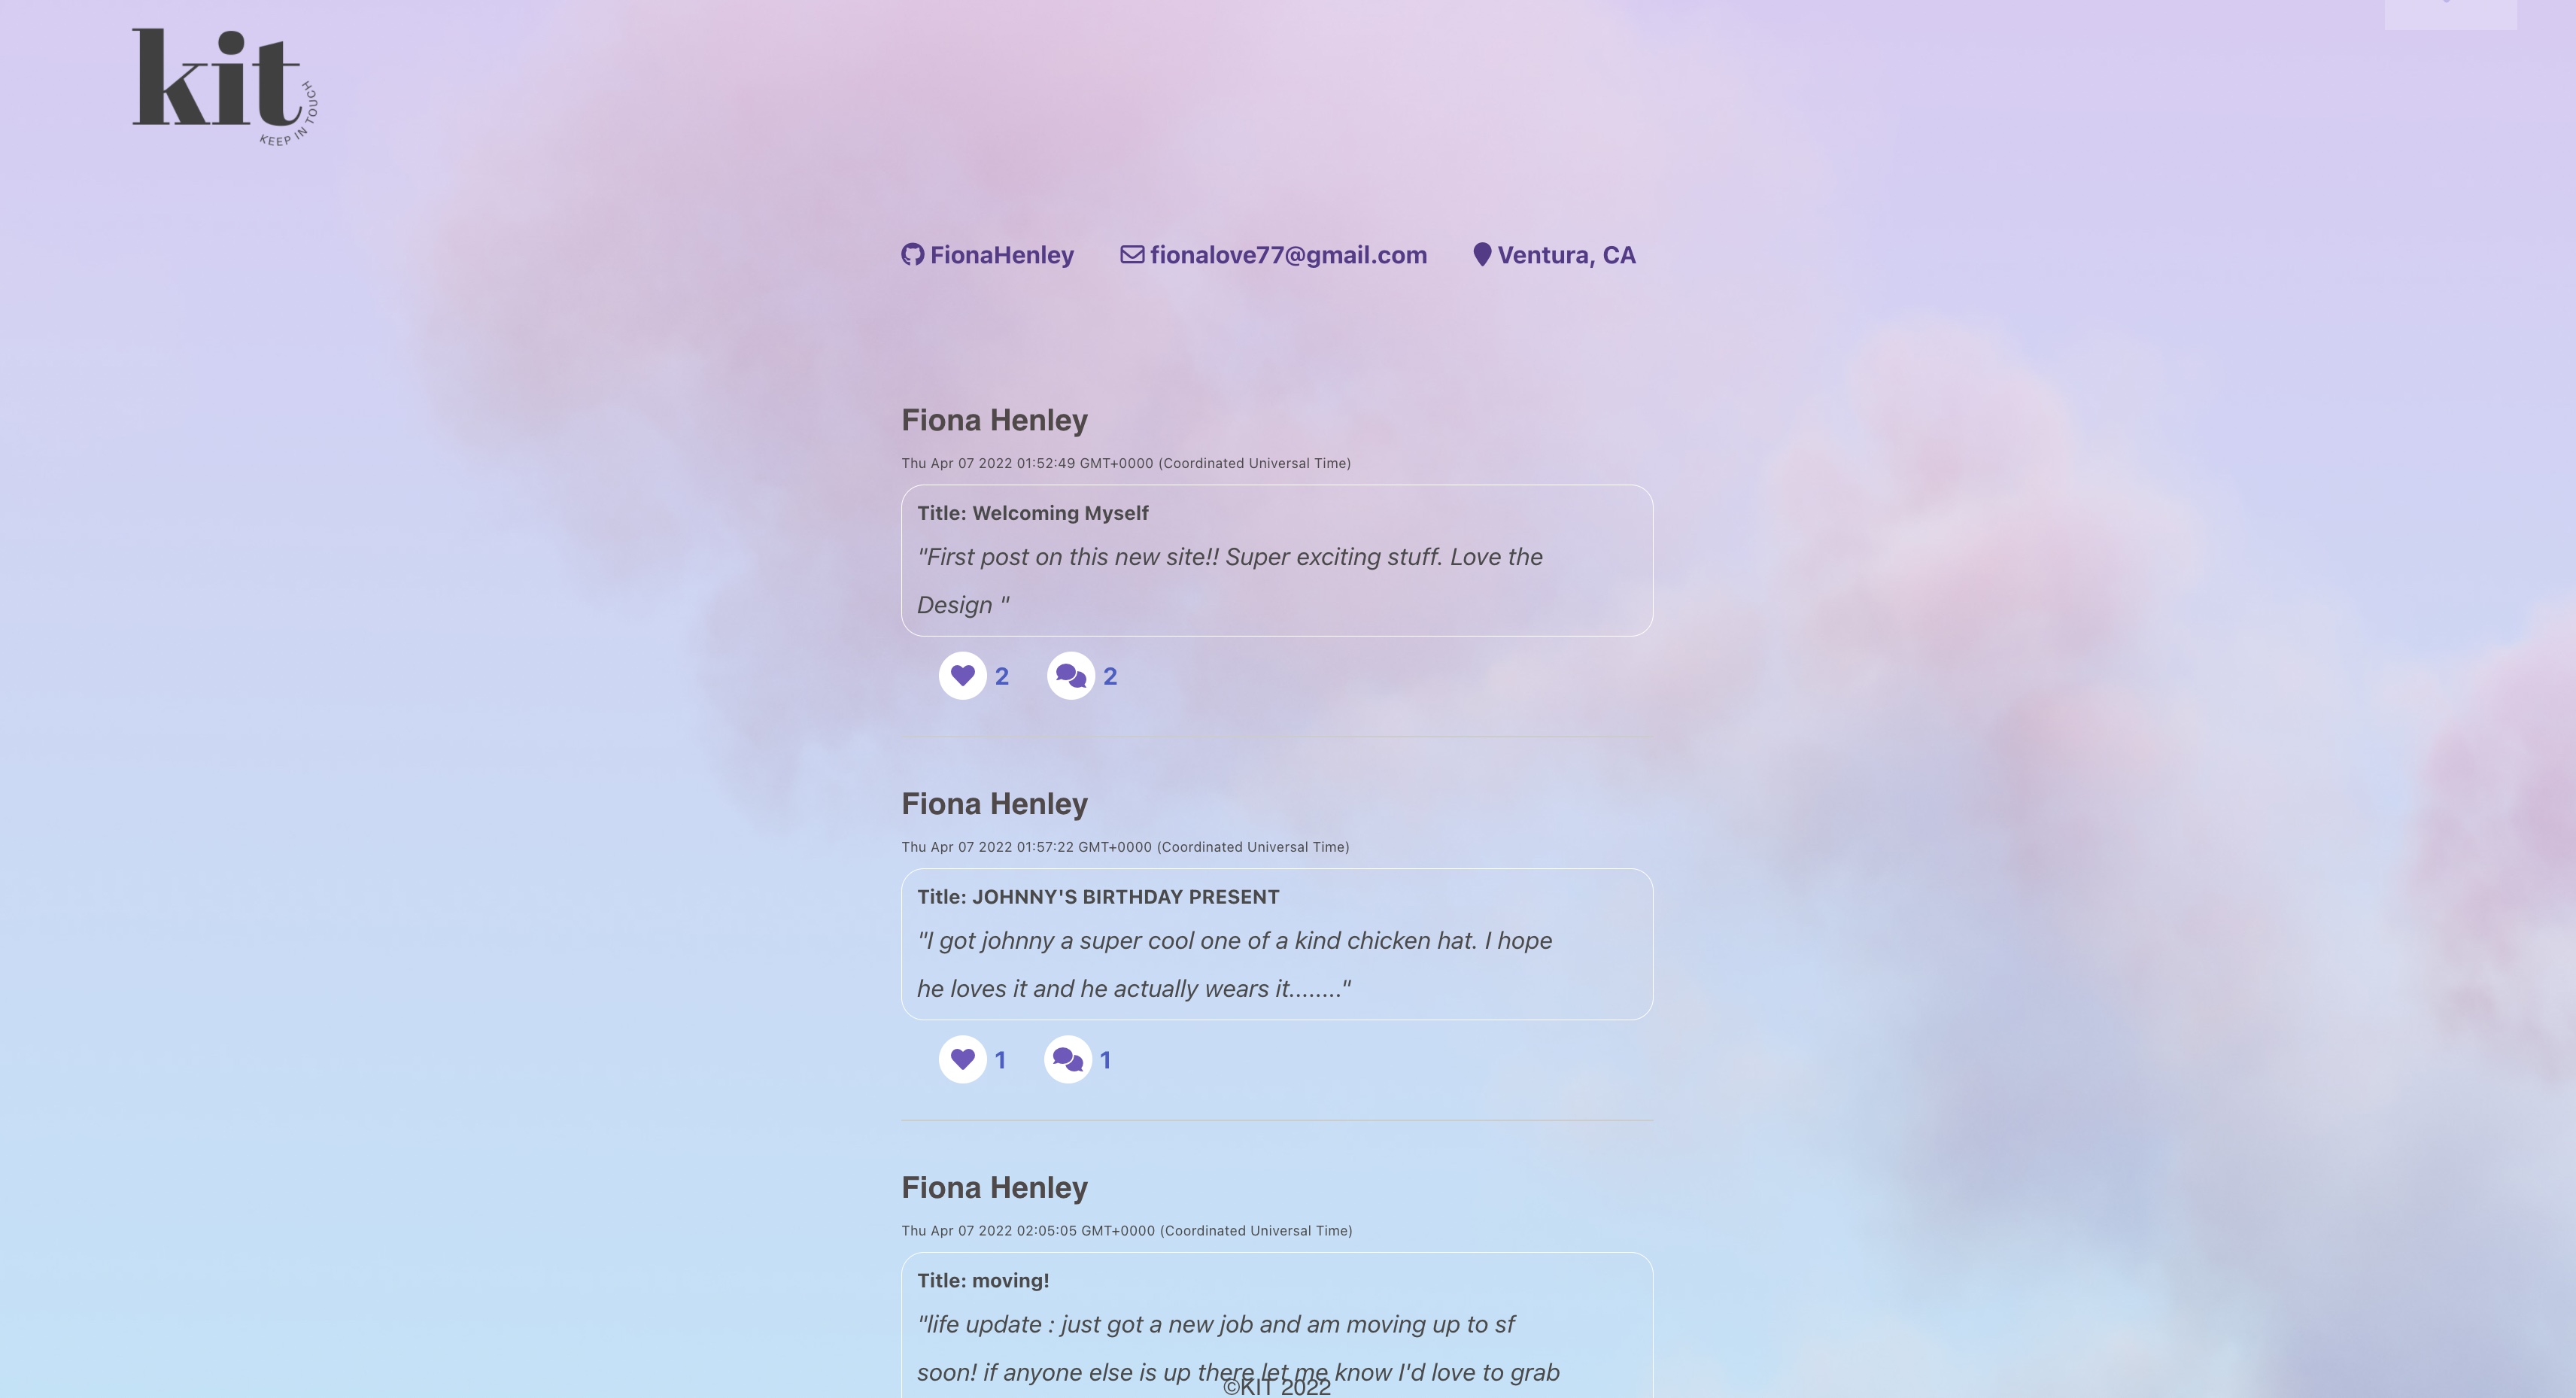 kit
KEEP IN TOUCH
FionaHenley fionalove77@gmail.com Ventura, CA
Fiona Henley
Thu Apr 07 2022 01:52:49 GMT+0000 (Coordinated Universal Time)
Title: Welcoming Myself
"First post on this new site!! Super exciting stuff. Love the
Design "
2 2
Fiona Henley
Thu Apr 07 2022 01:57:22 GMT+0000 (Coordinated Universal Time)
Title: JOHNNY'S BIRTHDAY PRESENT
"I got johnny a super cool one of a kind chicken hat. I hope
he loves it and he actually wears it........"
1 1
Fiona Henley
Thu Apr 07 2022 02:05:05 GMT+0000 (Coordinated Universal Time)
Title: moving!
"life update : just got a new job and am moving up to sf
soon! if anyone else is up there let me know I'd love to grab
©KIT 2022